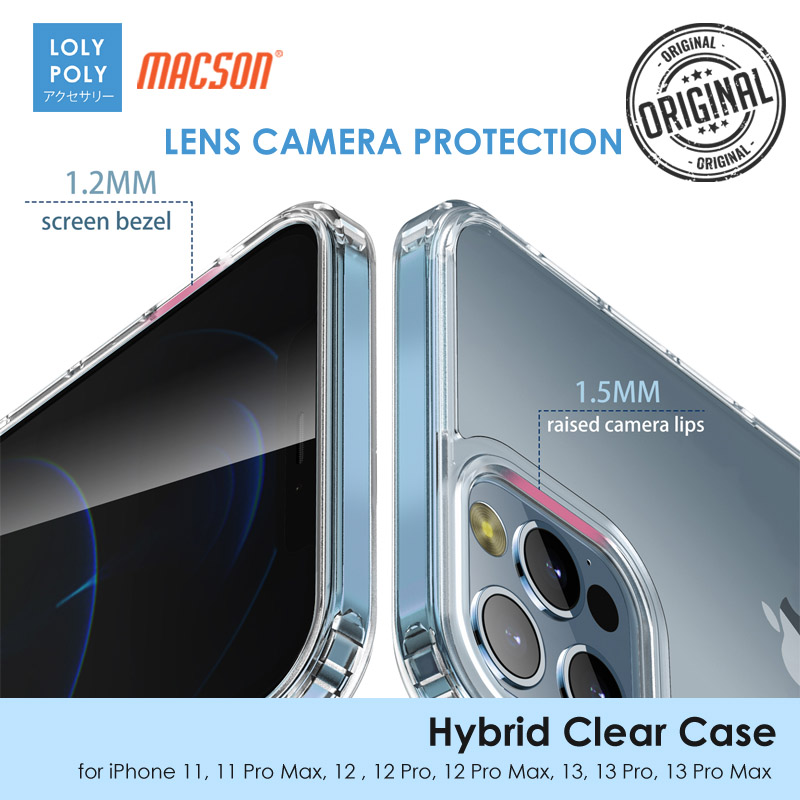 LOLY
POLY
アクセサリー
MACSON®
ORIGINAL
ORIGINAL
ORIGINAL
LENS CAMERA PROTECTION
1.2MM
screen bezel
1.5MM
raised camera lips
Hybrid Clear Case
for iPhone 11, 11 Pro Max, 12 , 12 Pro, 12 Pro Max, 13, 13 Pro, 13 Pro Max